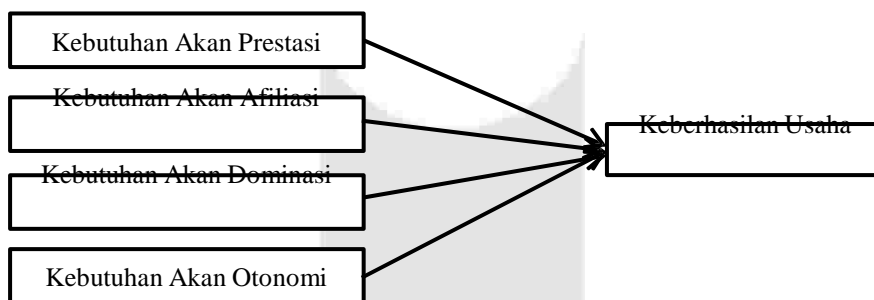 Kebutuhan Akan Prestasi
Kebutuhan Akan Afiliasi
Keberhasilan Usaha
Kebutuhan Akan Dominasi
Kebutuhan Akan Otonomi